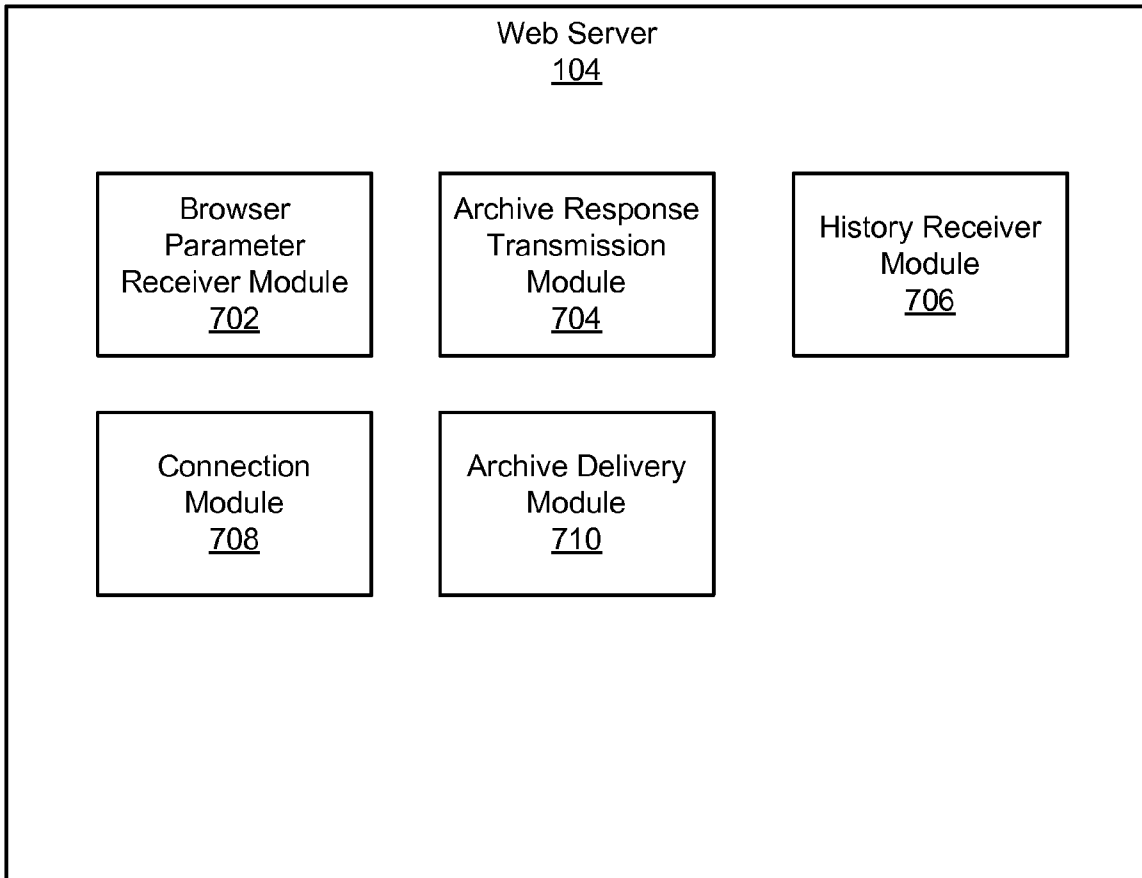 Web Server
104
Browser
Parameter
Receiver Module
702
Archive Response
Transmission
Module
704
History Receiver
Module
706
Connection
Module
708
Archive Delivery
Module
710